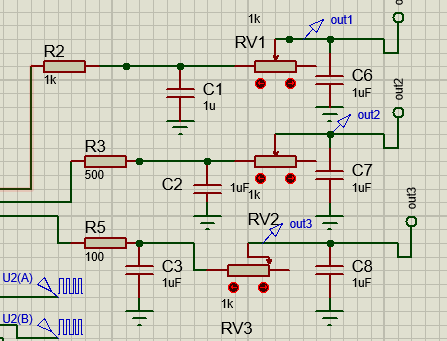 1k
out1
RV1
R2
1k
C1
1u
C6
1uF
out2
out2
R3
500
C2
1uF
1k
C7
1uF
RV2
out3
out3
R5
100
C3
1uF
C8
1uF
1k
RV3
U2(A)
U2(B)